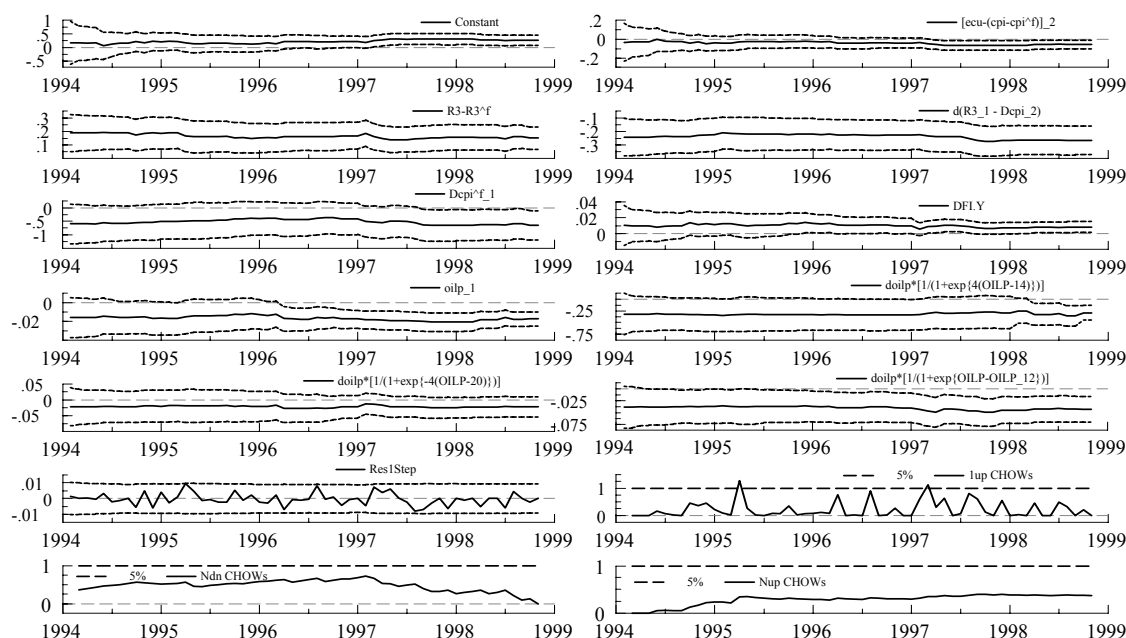 1
.5
0
-.5
Constant
1994 1995 1996 1997 1998 1999
.2
0
-.2
[ecu-(cpi-cpi^f)]_2
1994 1995 1996 1997 1998 1999
.3
.2
.1
R3-R3^f
1994 1995 1996 1997 1998 1999
-.1
-.2
-.3
d(R3_1 - Dcpi_2)
1994 1995 1996 1997 1998 1999
0
-.5
-1
Dcpi^f_1
1994 1995 1996 1997 1998 1999
.04
.02
0
DFI.Y
1994 1995 1996 1997 1998 1999
0
-.02
oilp_1
1994 1995 1996 1997 1998 1999
-.25
-.75
doilp*[1/(1+exp{4(OILP-14)})]
1994 1995 1996 1997 1998 1999
.05
0
-.05
doilp*[1/(1+exp{-4(OILP-20)})]
1994 1995 1996 1997 1998 1999
-.025
-.075
doilp*[1/(1+exp{OILP-OILP_12})]
1994 1995 1996 1997 1998 1999
.01
0
-.01
Res1Step
1994 1995 1996 1997 1998 1999
1
0
5% 1up CHOWs
1994 1995 1996 1997 1998 1999
1
0
5% Ndn CHOWs
1994 1995 1996 1997 1998 1999
1
0
5% Nup CHOWs
1994 1995 1996 1997 1998 1999